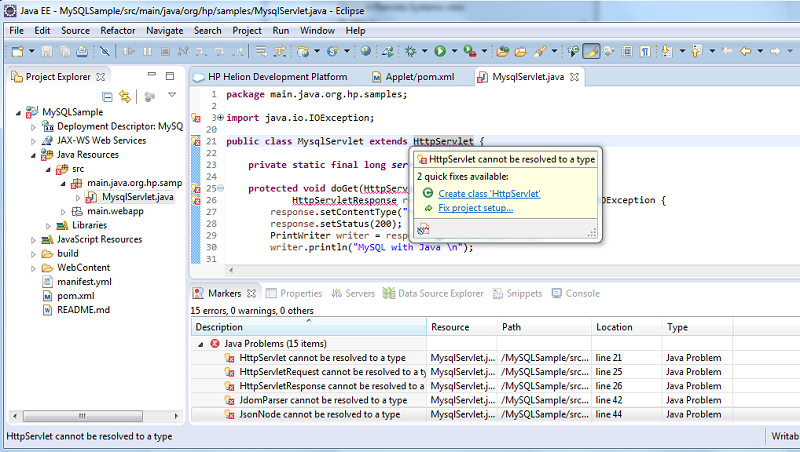 Java EE - MySQLSample/src/main/java/org/hp/samples/MysqlServlet.java - Eclipse
File Edit Source Refactor Navigate Search Project Run Window Help
Project Explorer
MySQLSample
Deployment Descriptor: MySQ
JAX-WS Web Services
Java Resources
src
main.java.org.hp.samp
MysqlServlet.java
main.webapp
Libraries
JavaScript Resources
build
WebContent
manifest.yml
pom.xml
README.md
HP Helion Development Platform Applet/pom.xml MysqlServlet.java
1 package main.java.org.hp.samples;
2
3 import java.io.IOException;
20
21 public class MysqlServlet extends HttpServlet {
22
23 private static final long ser
24
25 protected void doGet(HttpServ
26 HttpServletResponse r OException {
27 response.setContentType("
28 response.setStatus(200);
29 PrintWriter writer = resp
30 writer.println("MySQL with Java \n");
31
HttpServlet cannot be resolved to a type
2 quick fixes available:
Create class 'HttpServlet'
Fix project setup...
Markers Properties Servers Data Source Explorer Snippets Console
15 errors, 0 warnings, 0 others
Description Resource Path Location Type
Java Problems (15 items)
HttpServlet cannot be resolved to a type MysqlServlet.j... /MySQLSample/src... line 21 Java Problem
HttpServletRequest cannot be resolved to a ty MysqlServlet.j... /MySQLSample/src... line 25 Java Problem
HttpServletResponse cannot be resolved to a t MysqlServlet.j... /MySQLSample/src... line 26 Java Problem
JdomParser cannot be resolved to a type MysqlServlet.j... /MySQLSample/src... line 42 Java Problem
JsonNode cannot be resolved to a type MysqlServlet.j... /MySQLSample/src... line 44 Java Problem
HttpServlet cannot be resolved to a type Writab